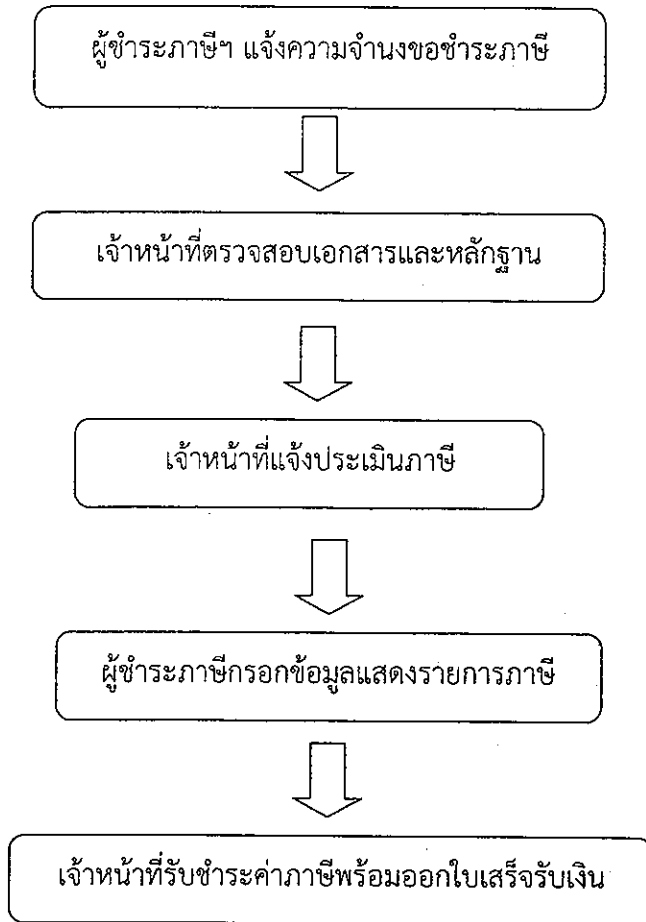 ผู้ชำระภาษีฯ แจ้งความจำนงขอชำระภาษี
เจ้าหน้าที่ตรวจสอบเอกสารและหลักฐาน
เจ้าหน้าที่แจ้งประเมินภาษี
ผู้ชำระภาษีกรอกข้อมูลแสดงรายการภาษี
เจ้าหน้าที่รับชำระค่าภาษีพร้อมออกใบเสร็จรับเงิน